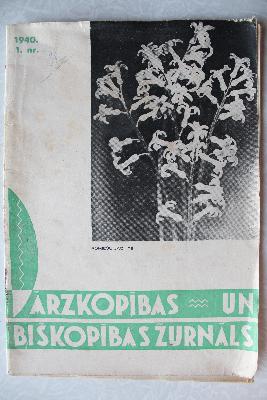 1940.
1. nr.
DĀRZKOPĪBAS UN
BIŠKOPĪBAS ŽURNĀLS